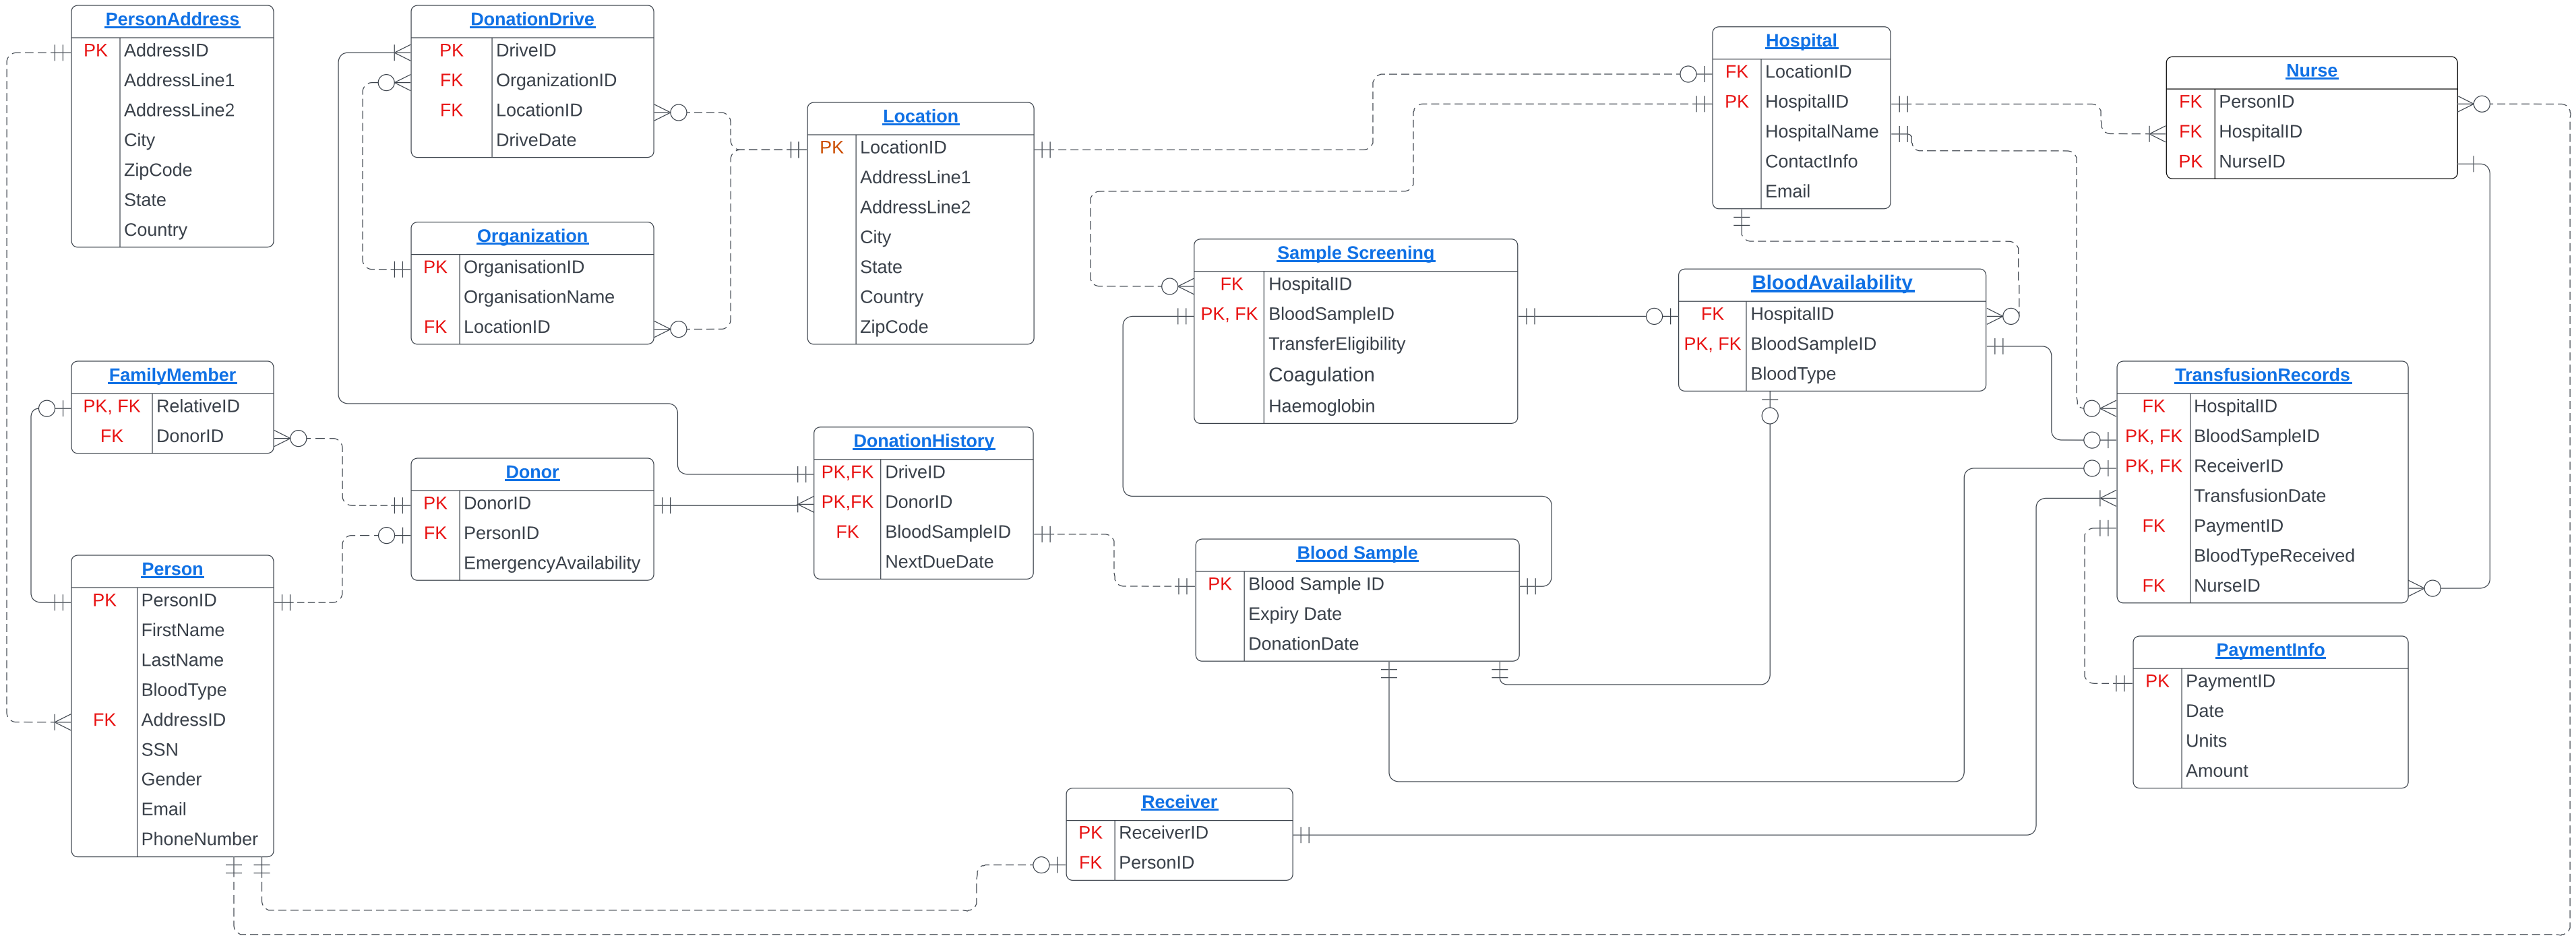 PersonAddress
PK AddressID
AddressLine1
AddressLine2
City
ZipCode
State
Country
DonationDrive
PK DriveID
FK OrganizationID
FK LocationID
DriveDate
Organization
PK OrganisationID
OrganisationName
FK LocationID
Location
PK LocationID
AddressLine1
AddressLine2
City
State
Country
ZipCode
Hospital
FK LocationID
PK HospitalID
HospitalName
ContactInfo
Email
Nurse
FK PersonID
FK HospitalID
PK NurseID
Sample Screening
FK HospitalID
PK, FK BloodSampleID
TransferEligibility
Coagulation
Haemoglobin
BloodAvailability
FK HospitalID
PK, FK BloodSampleID
BloodType
FamilyMember
PK, FK RelativeID
FK DonorID
Donor
PK DonorID
FK PersonID
EmergencyAvailability
DonationHistory
PK,FK DriveID
PK,FK DonorID
FK BloodSampleID
NextDueDate
TransfusionRecords
FK HospitalID
PK, FK BloodSampleID
PK, FK ReceiverID
TransfusionDate
FK PaymentID
BloodTypeReceived
FK NurseID
Person
PK PersonID
FirstName
LastName
BloodType
FK AddressID
SSN
Gender
Email
PhoneNumber
Blood Sample
PK Blood Sample ID
Expiry Date
DonationDate
PaymentInfo
PK PaymentID
Date
Units
Amount
Receiver
PK ReceiverID
FK PersonID